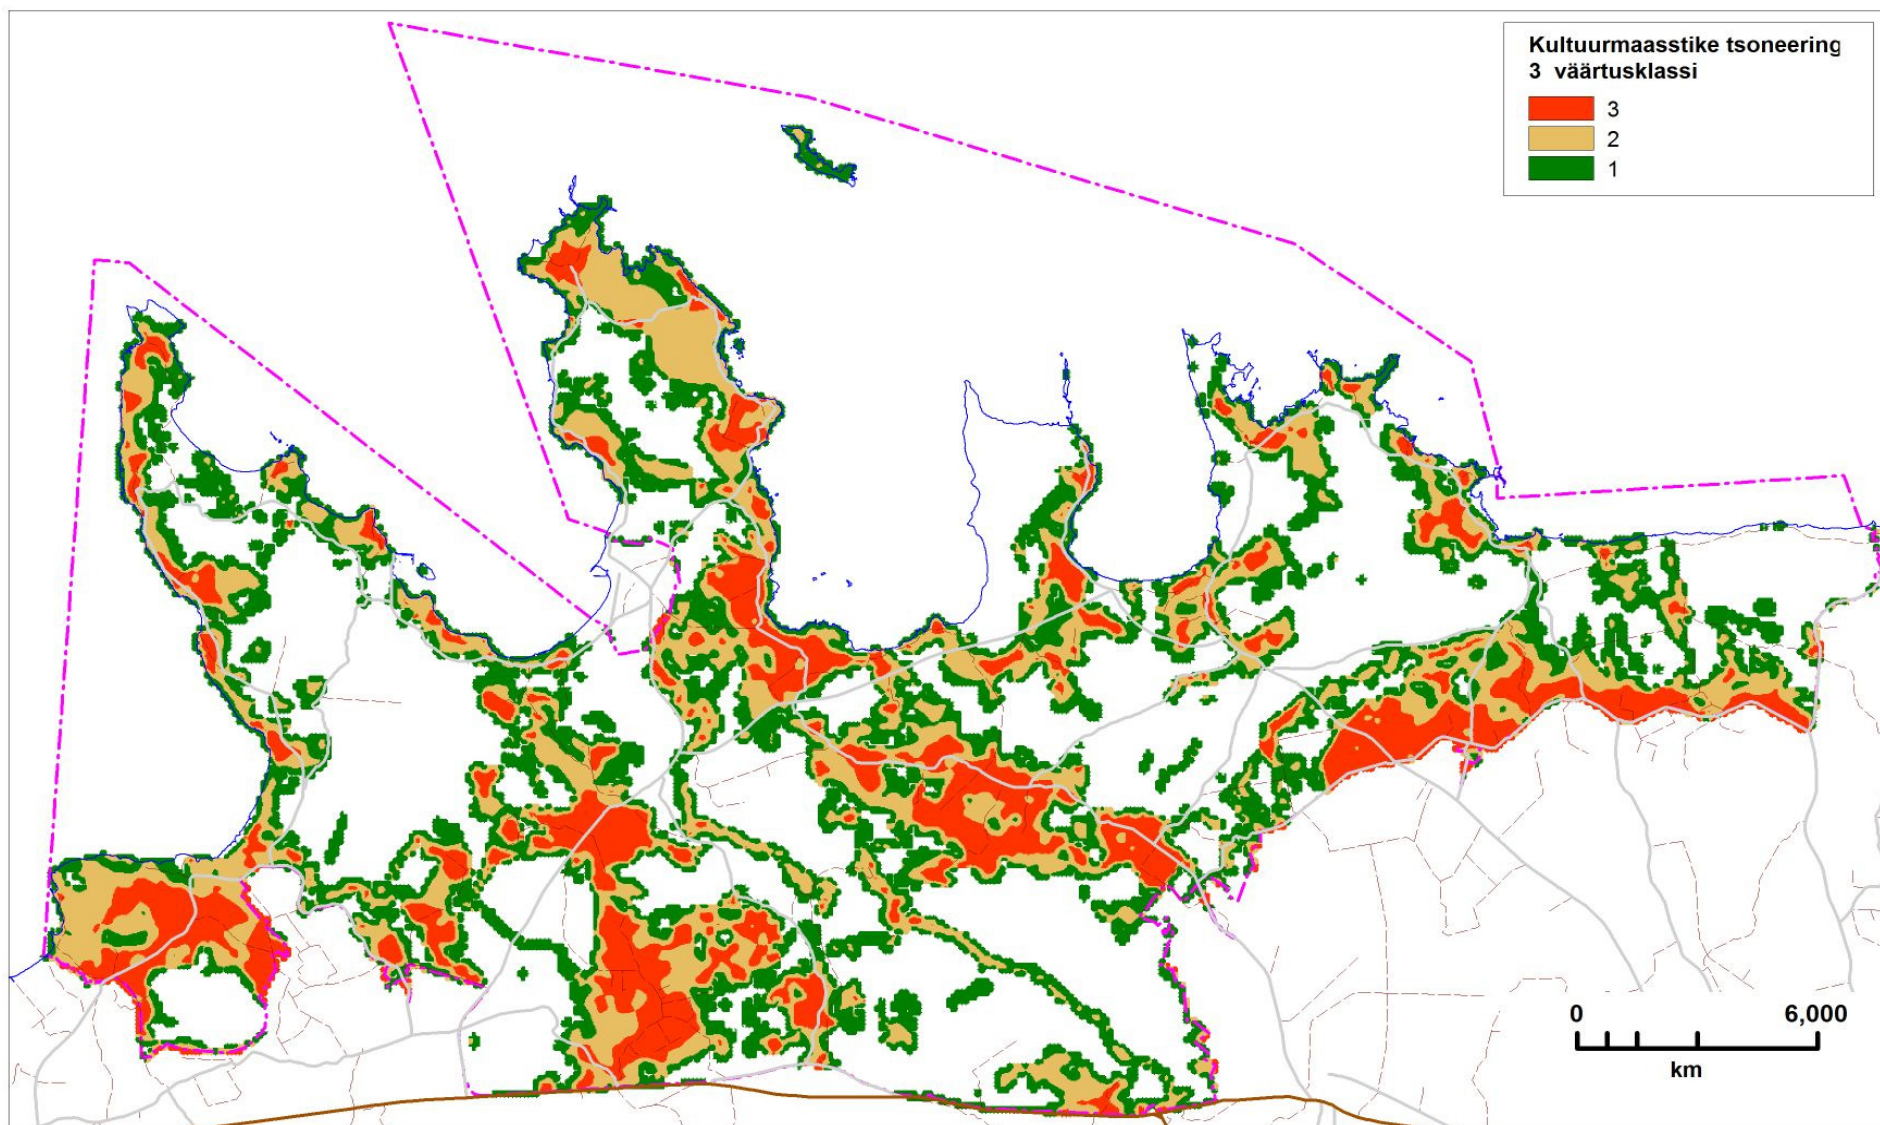 Kultuurmaasstike tsoneering
3 väärtusklassi
3
2
1
0 6,000
km